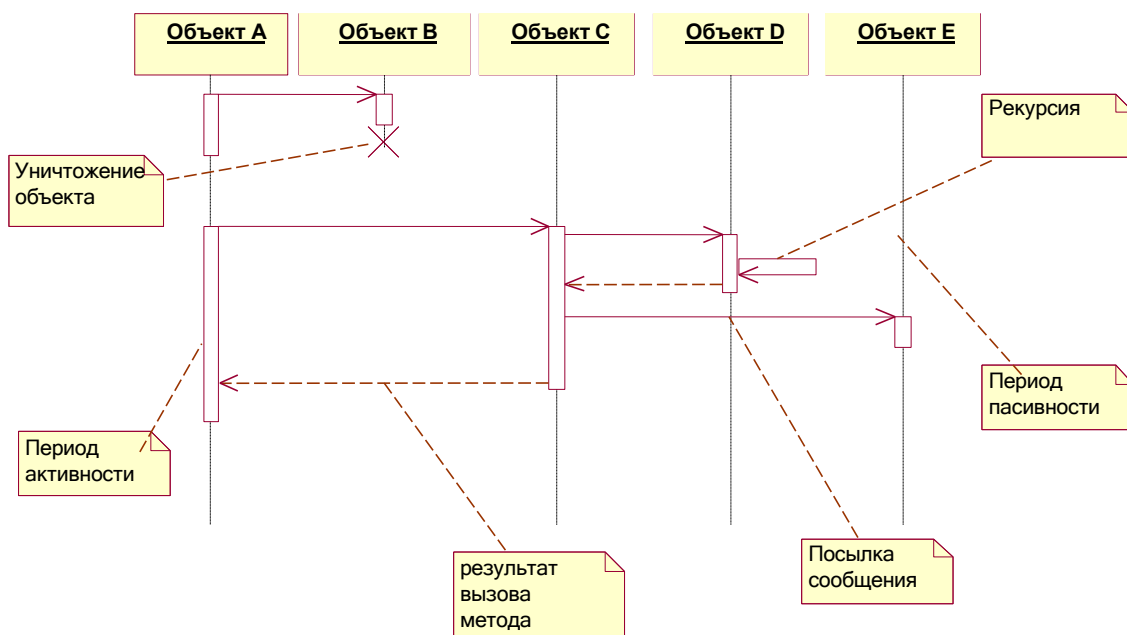 Объект A
Объект B
Объект C
Объект D
Объект E
Рекурсия
Уничтожение
объекта
Период
пасивности
Период
активности
Посылка
сообщения
результат
вызова
метода